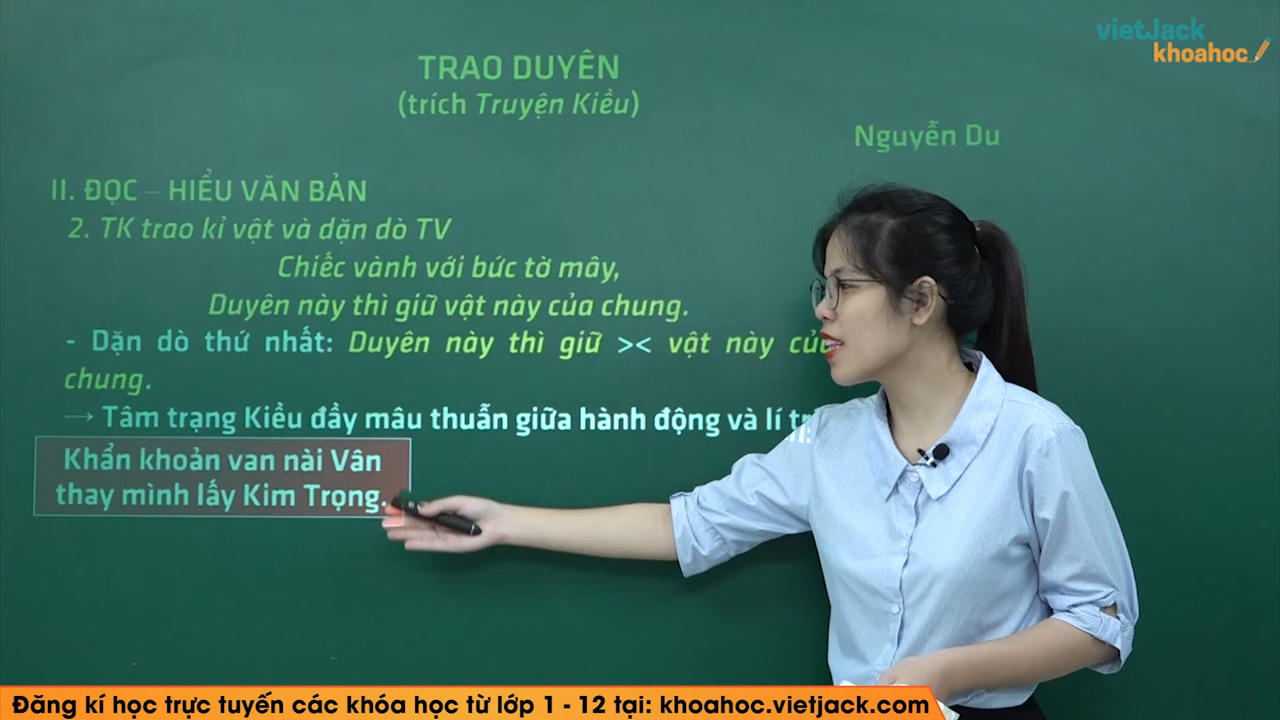 vietJack
khoahoc
TRAO DUYÊN
(trích Truyện Kiều)
Nguyễn Du
II. ĐỌC – HIỂU VĂN BẢN
2. TK trao kỉ vật và dặn dò TV
Chiếc vành với bức tờ mây,
Duyên này thì giữ vật này của chung.
- Dặn dò thứ nhất: Duyên này thì giữ >< vật này của
chung.
→ Tâm trạng Kiều đầy mâu thuẫn giữa hành động và lí
Khẩn khoản van nài Vân
thay mình lấy Kim Trọng.
Đăng kí học trực tuyến các khóa học từ lớp 1 - 12 tại: khoahoc.vietjack.com